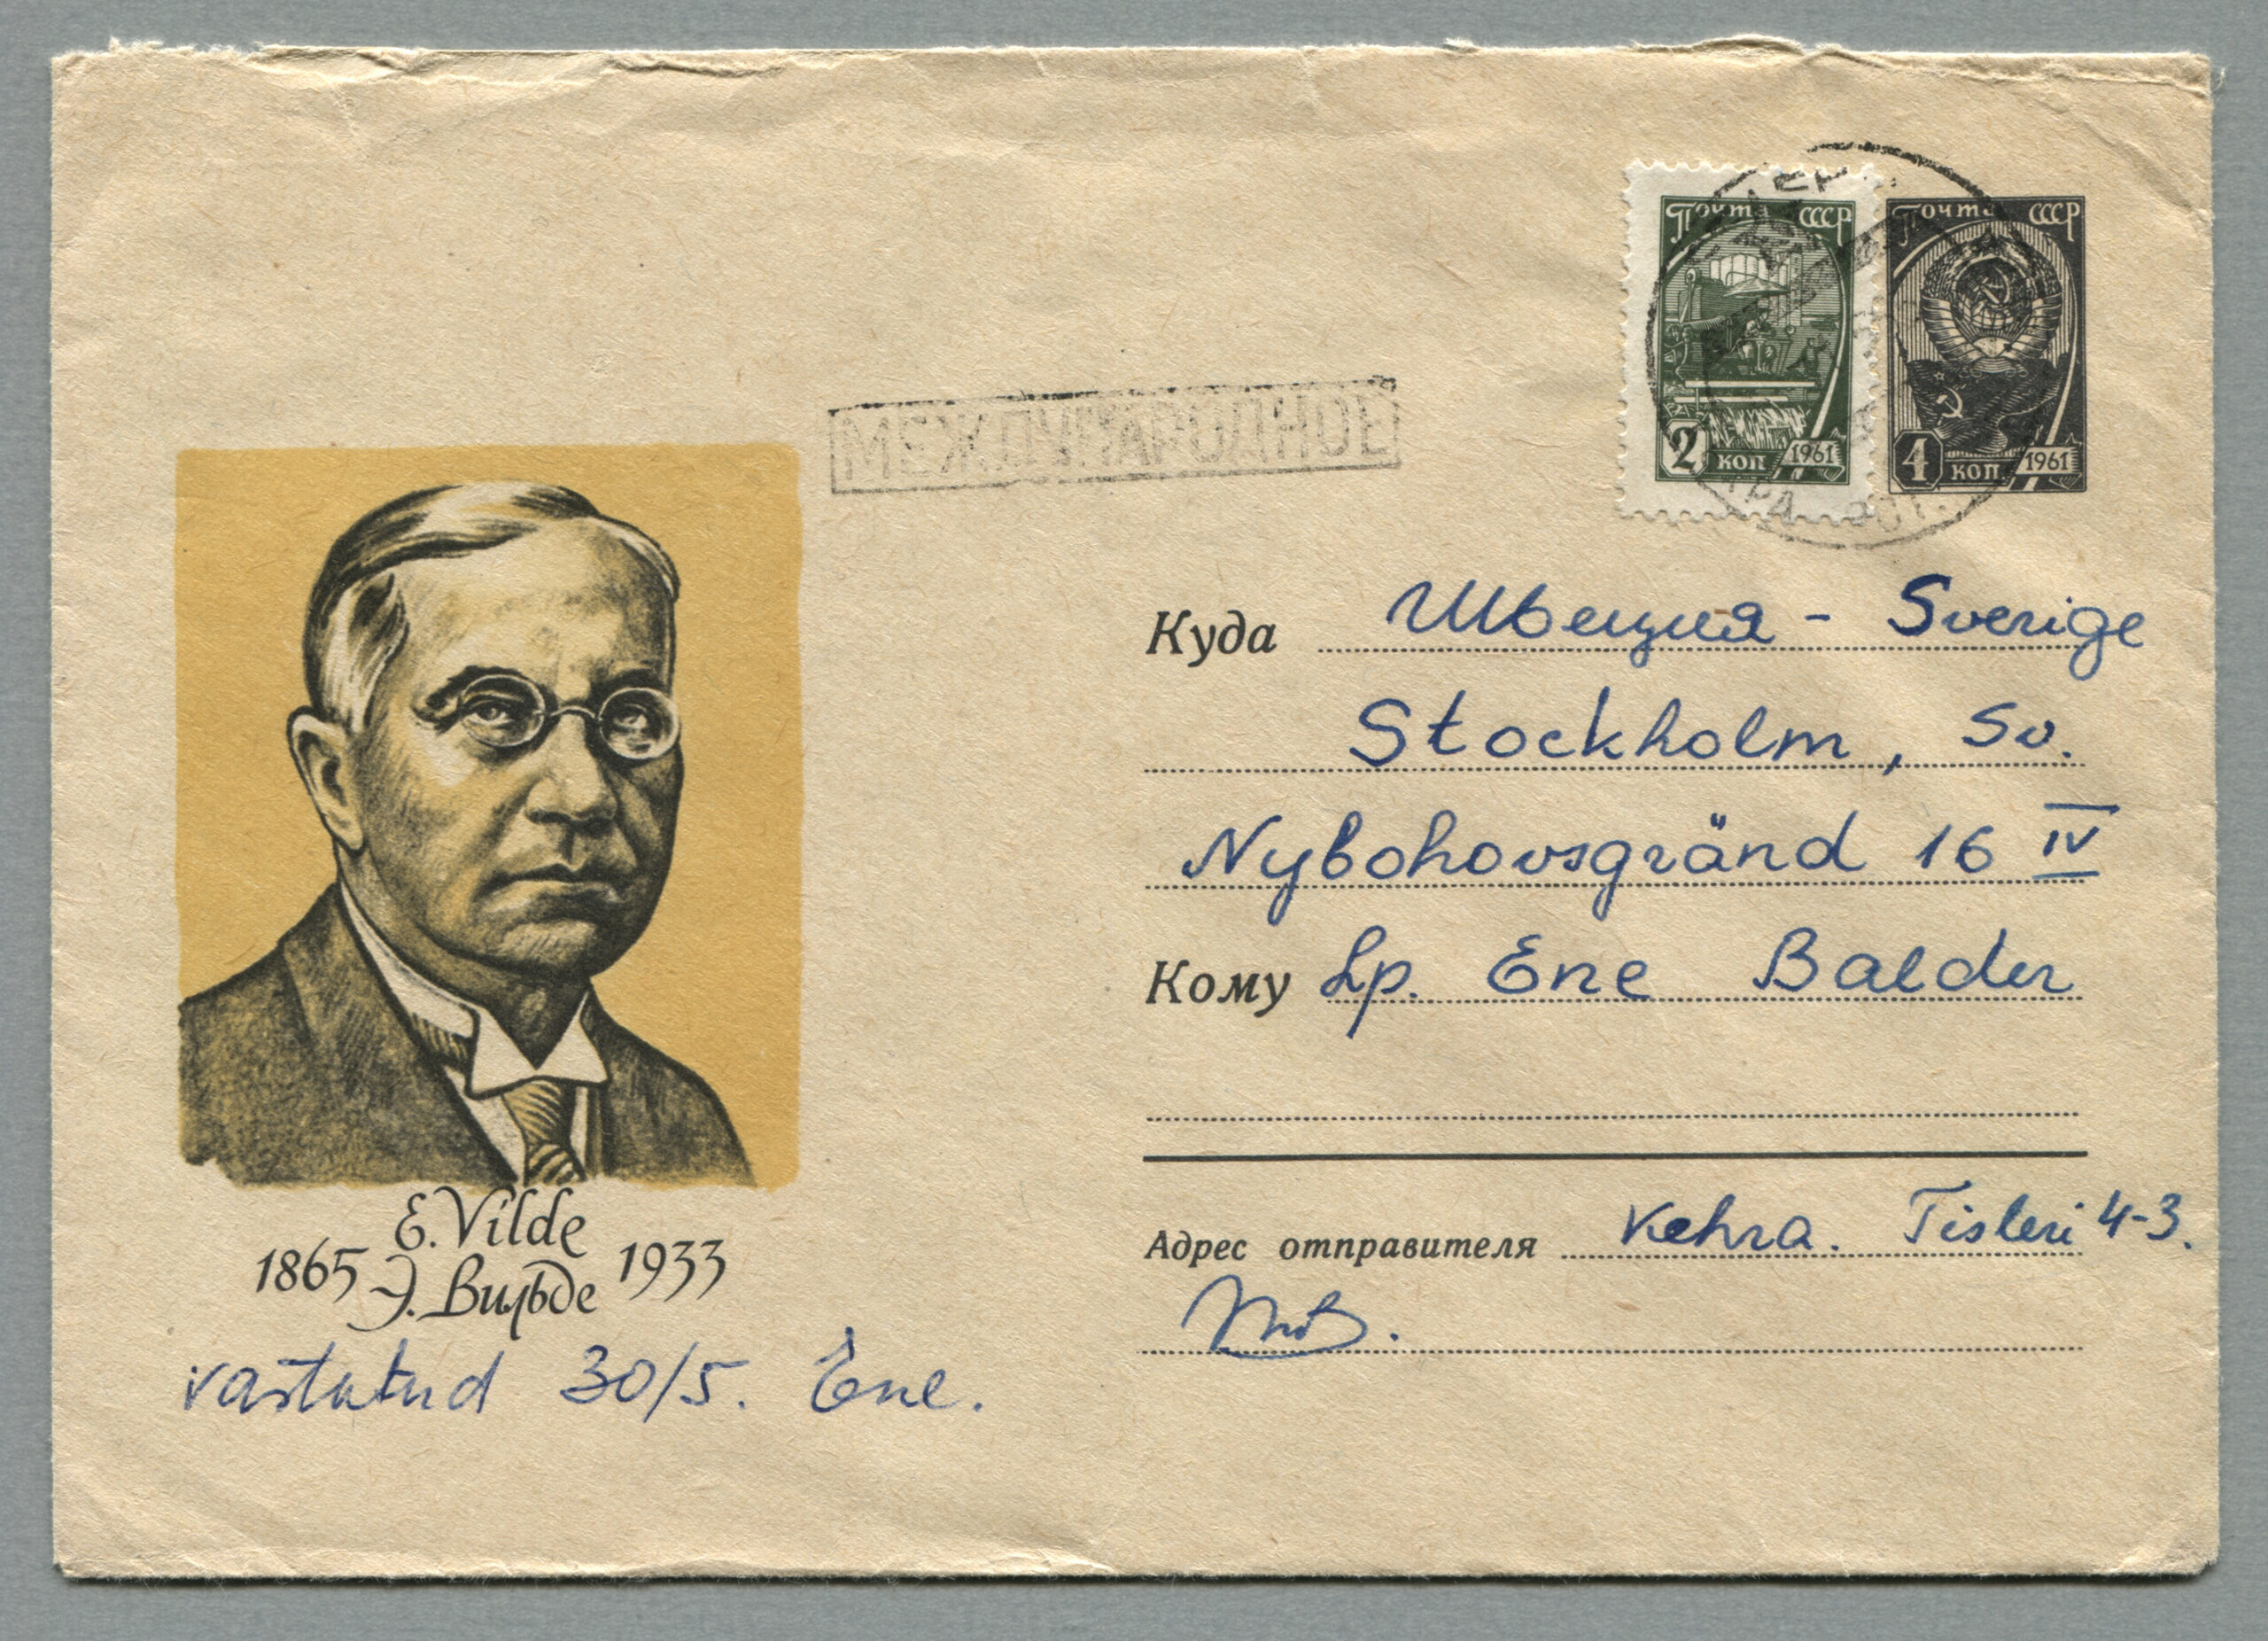 Почта СССР
2 коп 1961
Почта СССР
4 коп. 1961
МЕЖДУНАРОДНОЕ
Куда Швеция - Sverige
Stockholm, Sv.
Nybohovsgränd 16 IV
Кому Lp. Ene Balder
Адрес отправителя Kehra. Tisleri 4-3.
E. Vilde
1865 Э. Вильде 1933
vastatud 30/5. Ene.